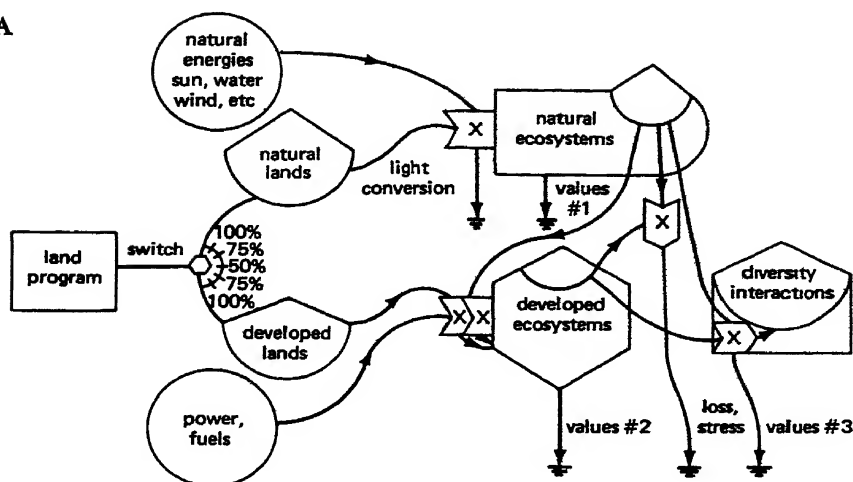 A
natural
energies
sun, water
wind, etc
natural
lands
light
conversion
X
natural
ecosystems
values
#1
X
land
program
switch
100%
75%
50%
75%
100%
developed
lands
power,
fuels
X X
developed
ecosystems
diversity
interactions
X
values #2
loss,
stress
values #3